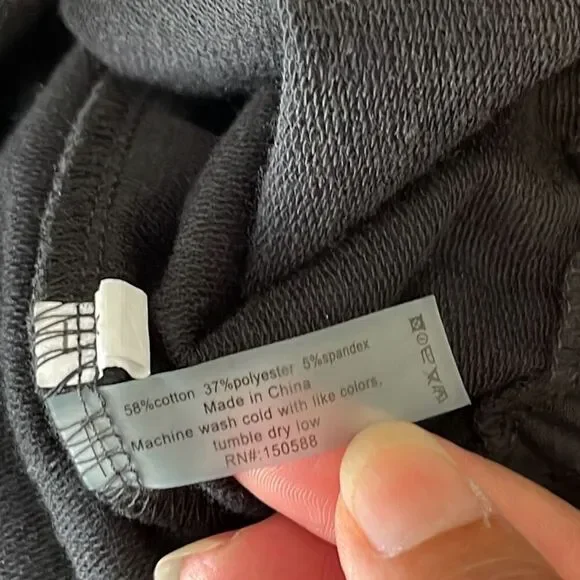 58%cotton 37%polyester 5%spandex
Made in China
Machine wash cold with like colors,
tumble dry low
RN#:150588